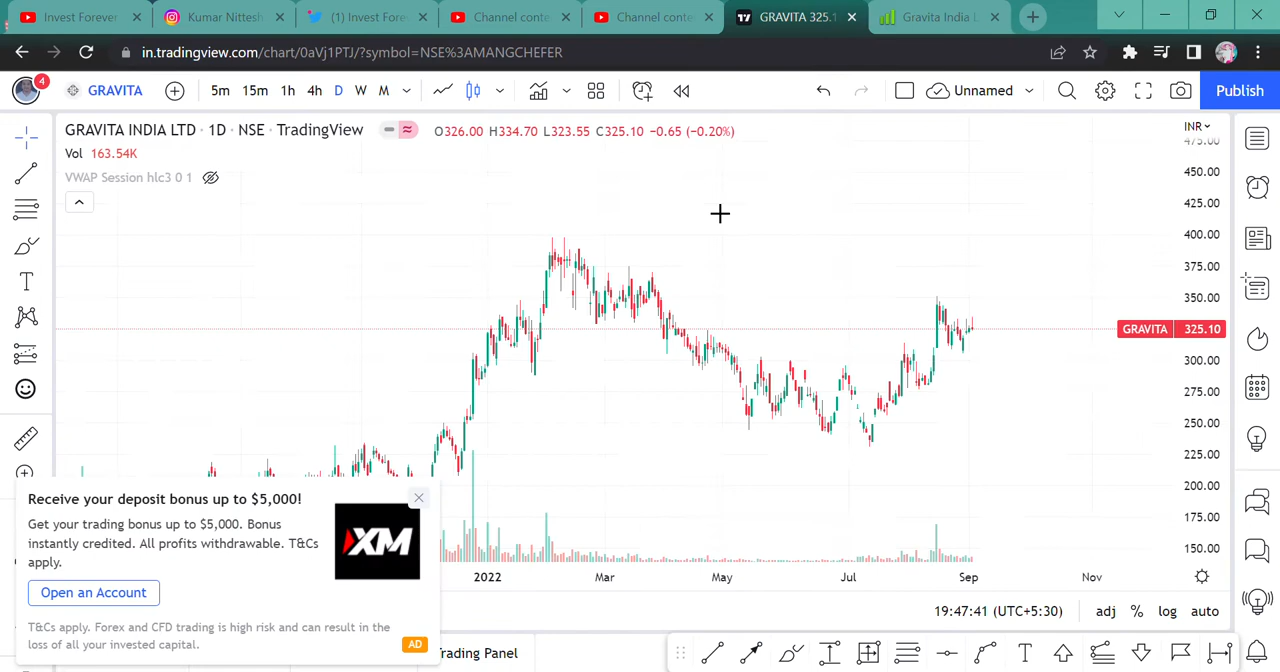 Invest Forever
Kumar Nittesh
(1) Invest Fore
Channel conte
Channel conte
GRAVITA 325.1
Gravita India L
in.tradingview.com/chart/0aVj1PTJ/?symbol=NSE%3AMANGCHEFER
4
GRAVITA
5m 15m 1h 4h D W M
Unnamed
Publish
GRAVITA INDIA LTD · 1D · NSE · TradingView
O326.00 H334.70 L323.55 C325.10 −0.65 (−0.20%)
INR
Vol 163.54K
VWAP Session hlc3 0 1
475.00
450.00
425.00
400.00
375.00
350.00
GRAVITA 325.10
300.00
275.00
250.00
225.00
200.00
175.00
150.00
Receive your deposit bonus up to $5,000!
Get your trading bonus up to $5,000. Bonus
instantly credited. All profits withdrawable. T&Cs
apply.
XM
Open an Account
T&Cs apply. Forex and CFD trading is high risk and can result in the
loss of all your invested capital.
AD
2022 Mar May Jul Sep Nov
19:47:41 (UTC+5:30) adj % log auto
rading Panel